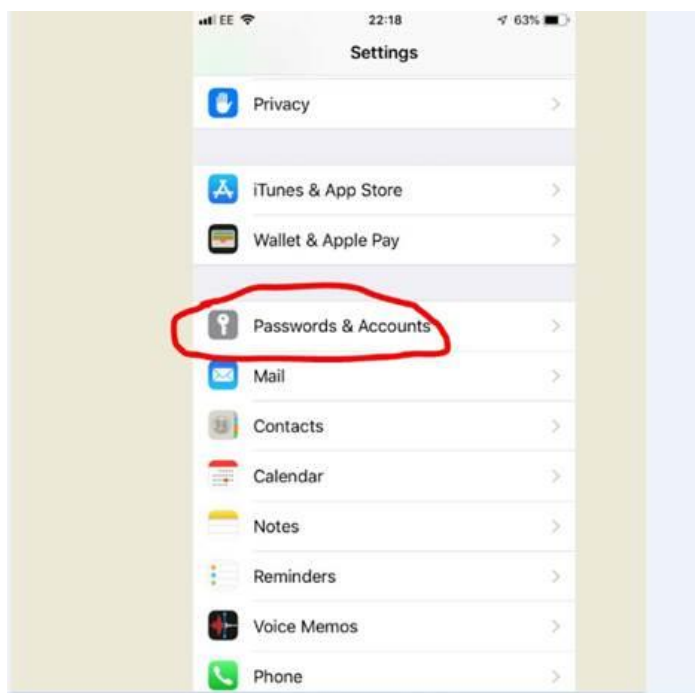 EE 22:18 63%
Settings
Privacy
iTunes & App Store
Wallet & Apple Pay
Passwords & Accounts
Mail
Contacts
Calendar
Notes
Reminders
Voice Memos
Phone